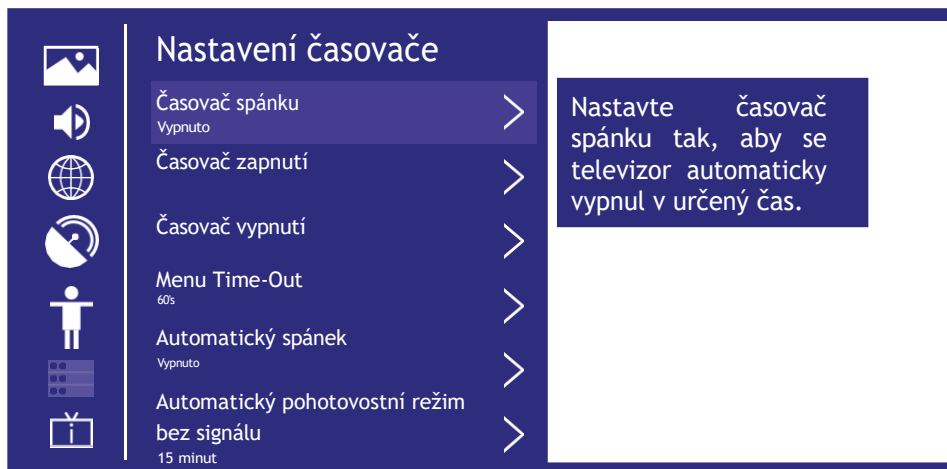 Nastavení časovače
Časovač spánku
Vypnuto
Časovač zapnutí
Časovač vypnutí
Menu Time-Out
60's
Automatický spánek
Vypnuto
Automatický pohotovostní režim
bez signálu
15 minut
Nastavte časovač
spánku tak, aby se
televizor automaticky
vypnul v určený čas.